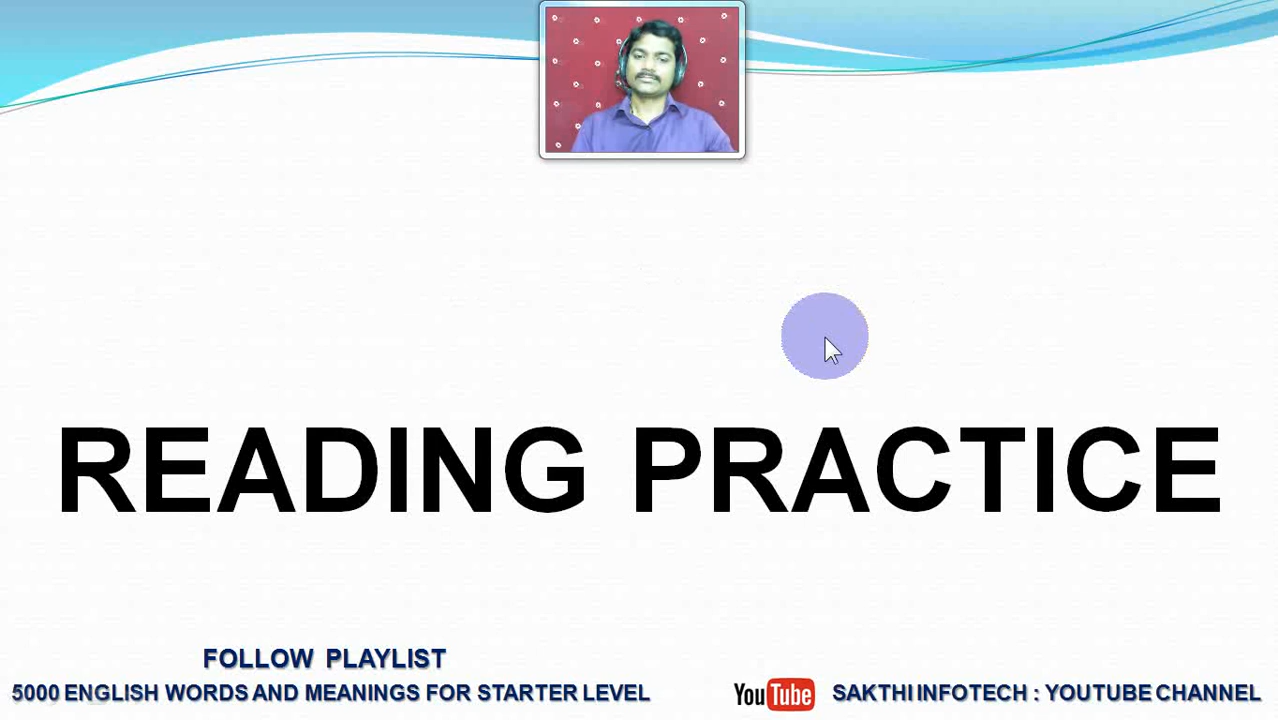 READING PRACTICE
FOLLOW PLAYLIST
5000 ENGLISH WORDS AND MEANINGS FOR STARTER LEVEL
YouTube SAKTHI INFOTECH : YOUTUBE CHANNEL